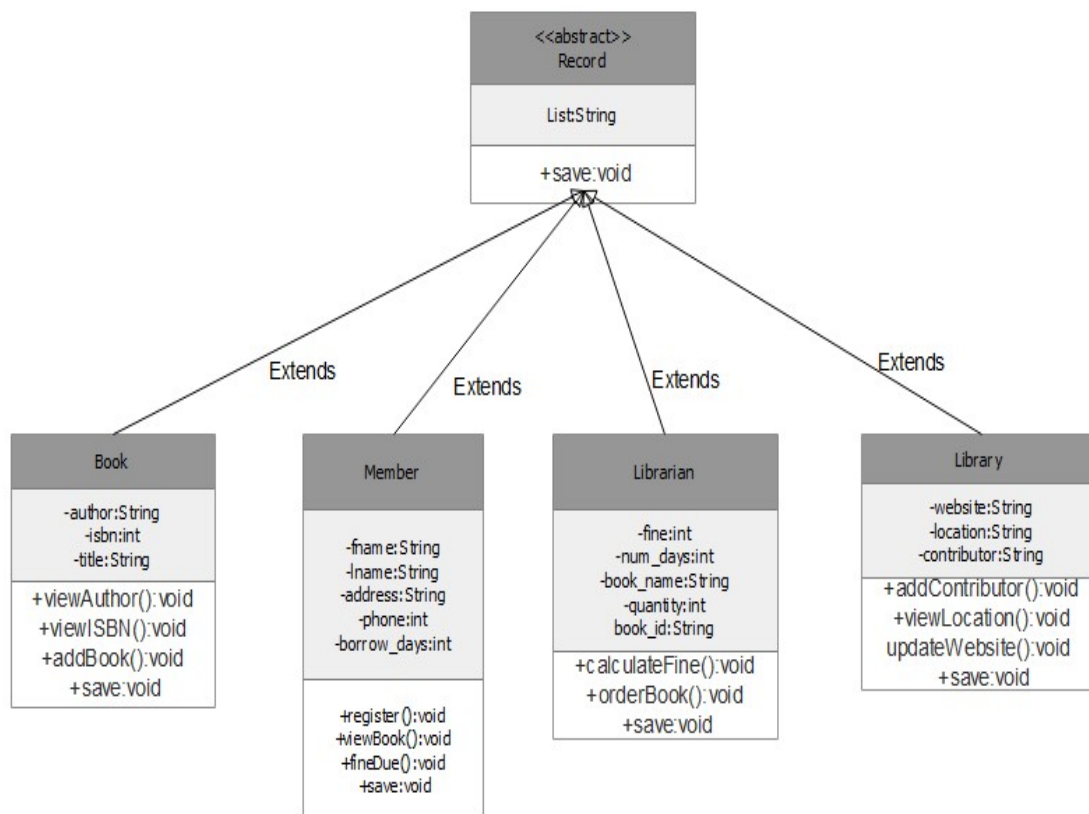 <<abstract>>
Record
List:String
+save:void
Extends
Extends
Extends
Extends
Book
-author:String
-isbn:int
-title:String
+viewAuthor():void
+viewISBN():void
+addBook():void
+save:void
Member
-fname:String
-lname:String
-address:String
-phone:int
-borrow_days:int
+register():void
+viewBook():void
+fineDue():void
+save:void
Librarian
-fine:int
-num_days:int
-book_name:String
-quantity:int
book_id:String
+calculateFine():void
+orderBook():void
+save:void
Library
-website:String
-location:String
-contributor:String
+addContributor():void
+viewLocation():void
updateWebsite():void
+save:void